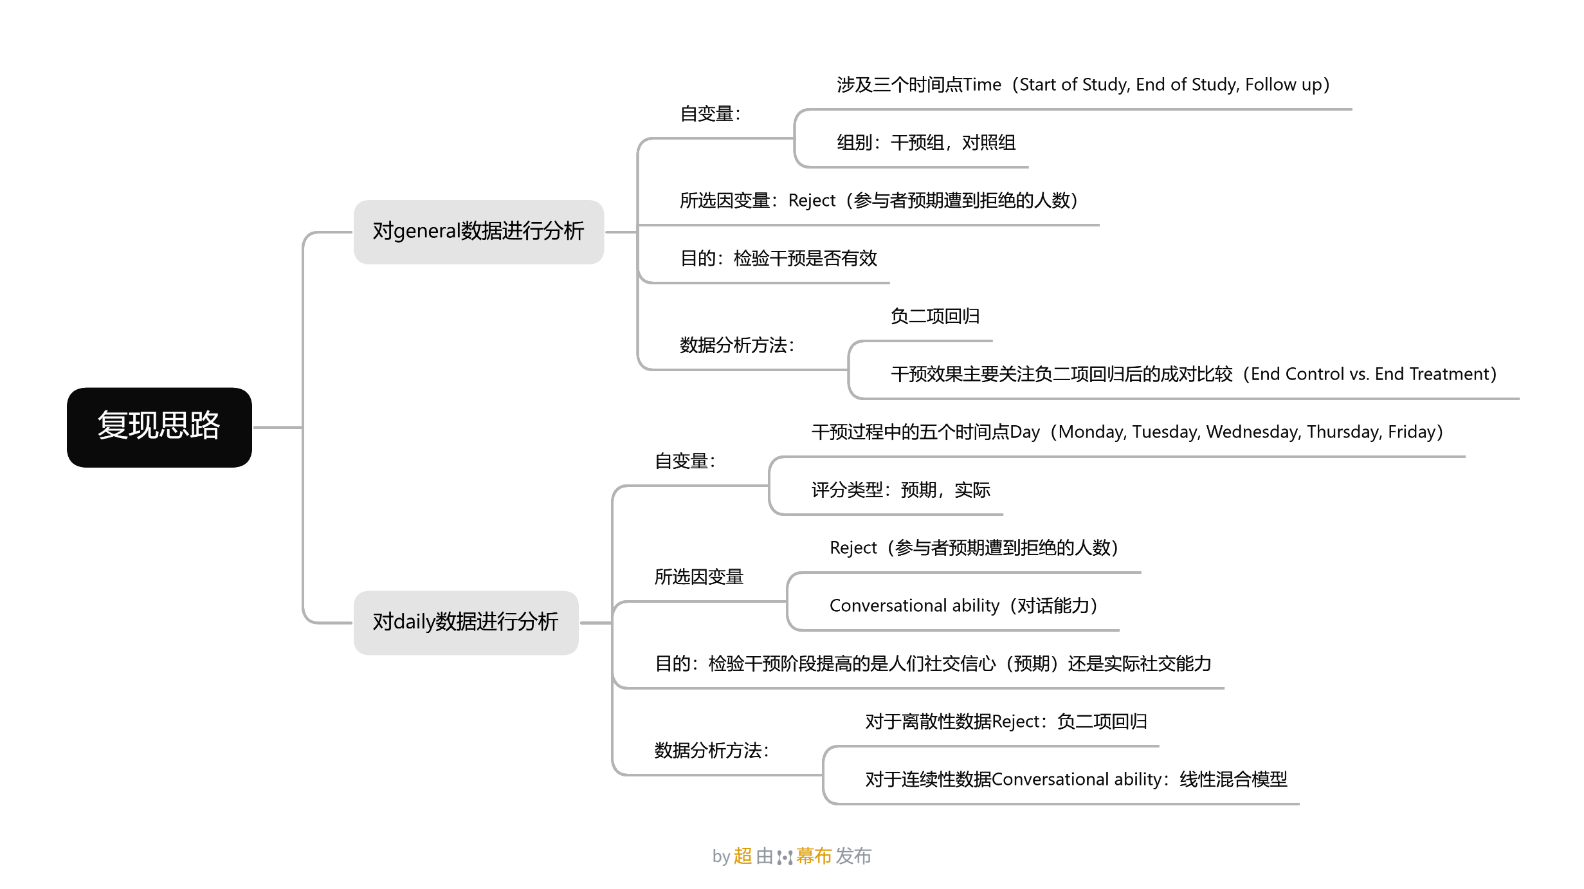 复现思路
对general数据进行分析
自变量：
涉及三个时间点Time（Start of Study, End of Study, Follow up）
组别：干预组，对照组
所选因变量：Reject（参与者预期遭到拒绝的人数）
目的：检验干预是否有效
数据分析方法：
负二项回归
干预效果主要关注负二项回归后的成对比较（End Control vs. End Treatment）
对daily数据进行分析
自变量：
干预过程中的五个时间点Day（Monday, Tuesday, Wednesday, Thursday, Friday）
评分类型：预期，实际
所选因变量
Reject（参与者预期遭到拒绝的人数）
Conversational ability（对话能力）
目的：检验干预阶段提高的是人们社交信心（预期）还是实际社交能力
数据分析方法：
对于离散性数据Reject：负二项回归
对于连续性数据Conversational ability：线性混合模型
by 超 由 幕布 发布